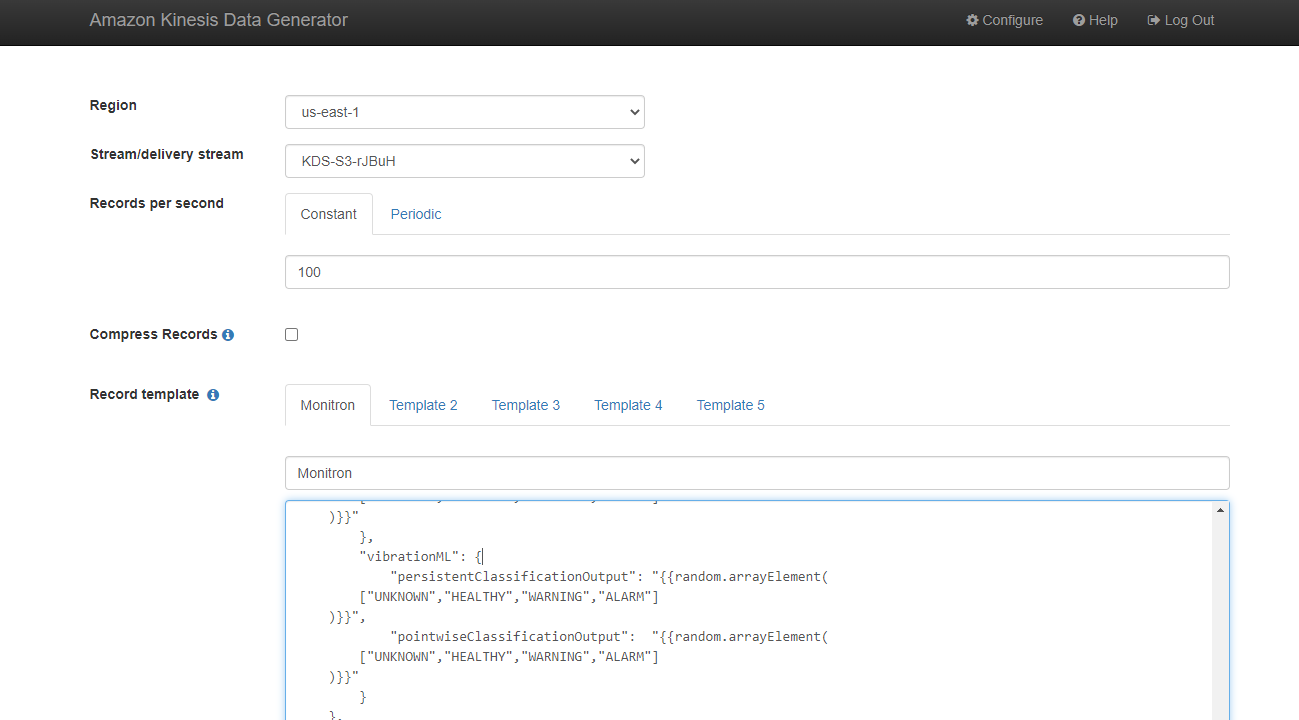 Amazon Kinesis Data Generator
Configure
Help
Log Out
Region
us-east-1
Stream/delivery stream
KDS-S3-rJBuH
Records per second
Constant
Periodic
100
Compress Records
Record template
Monitron
Template 2
Template 3
Template 4
Template 5
Monitron
)}}"
},
"vibrationML": {
"persistentClassificationOutput": "{{random.arrayElement(
["UNKNOWN","HEALTHY","WARNING","ALARM"]
)}}",
"pointwiseClassificationOutput":  "{{random.arrayElement(
["UNKNOWN","HEALTHY","WARNING","ALARM"]
)}}"
}
},